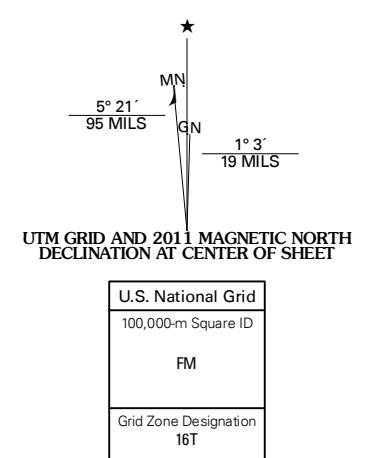 ★
MN
5° 21´
95 MILS
GN
1° 3´
19 MILS
UTM GRID AND 2011 MAGNETIC NORTH
DECLINATION AT CENTER OF SHEET
U.S. National Grid
100,000-m Square ID
FM
Grid Zone Designation
16T